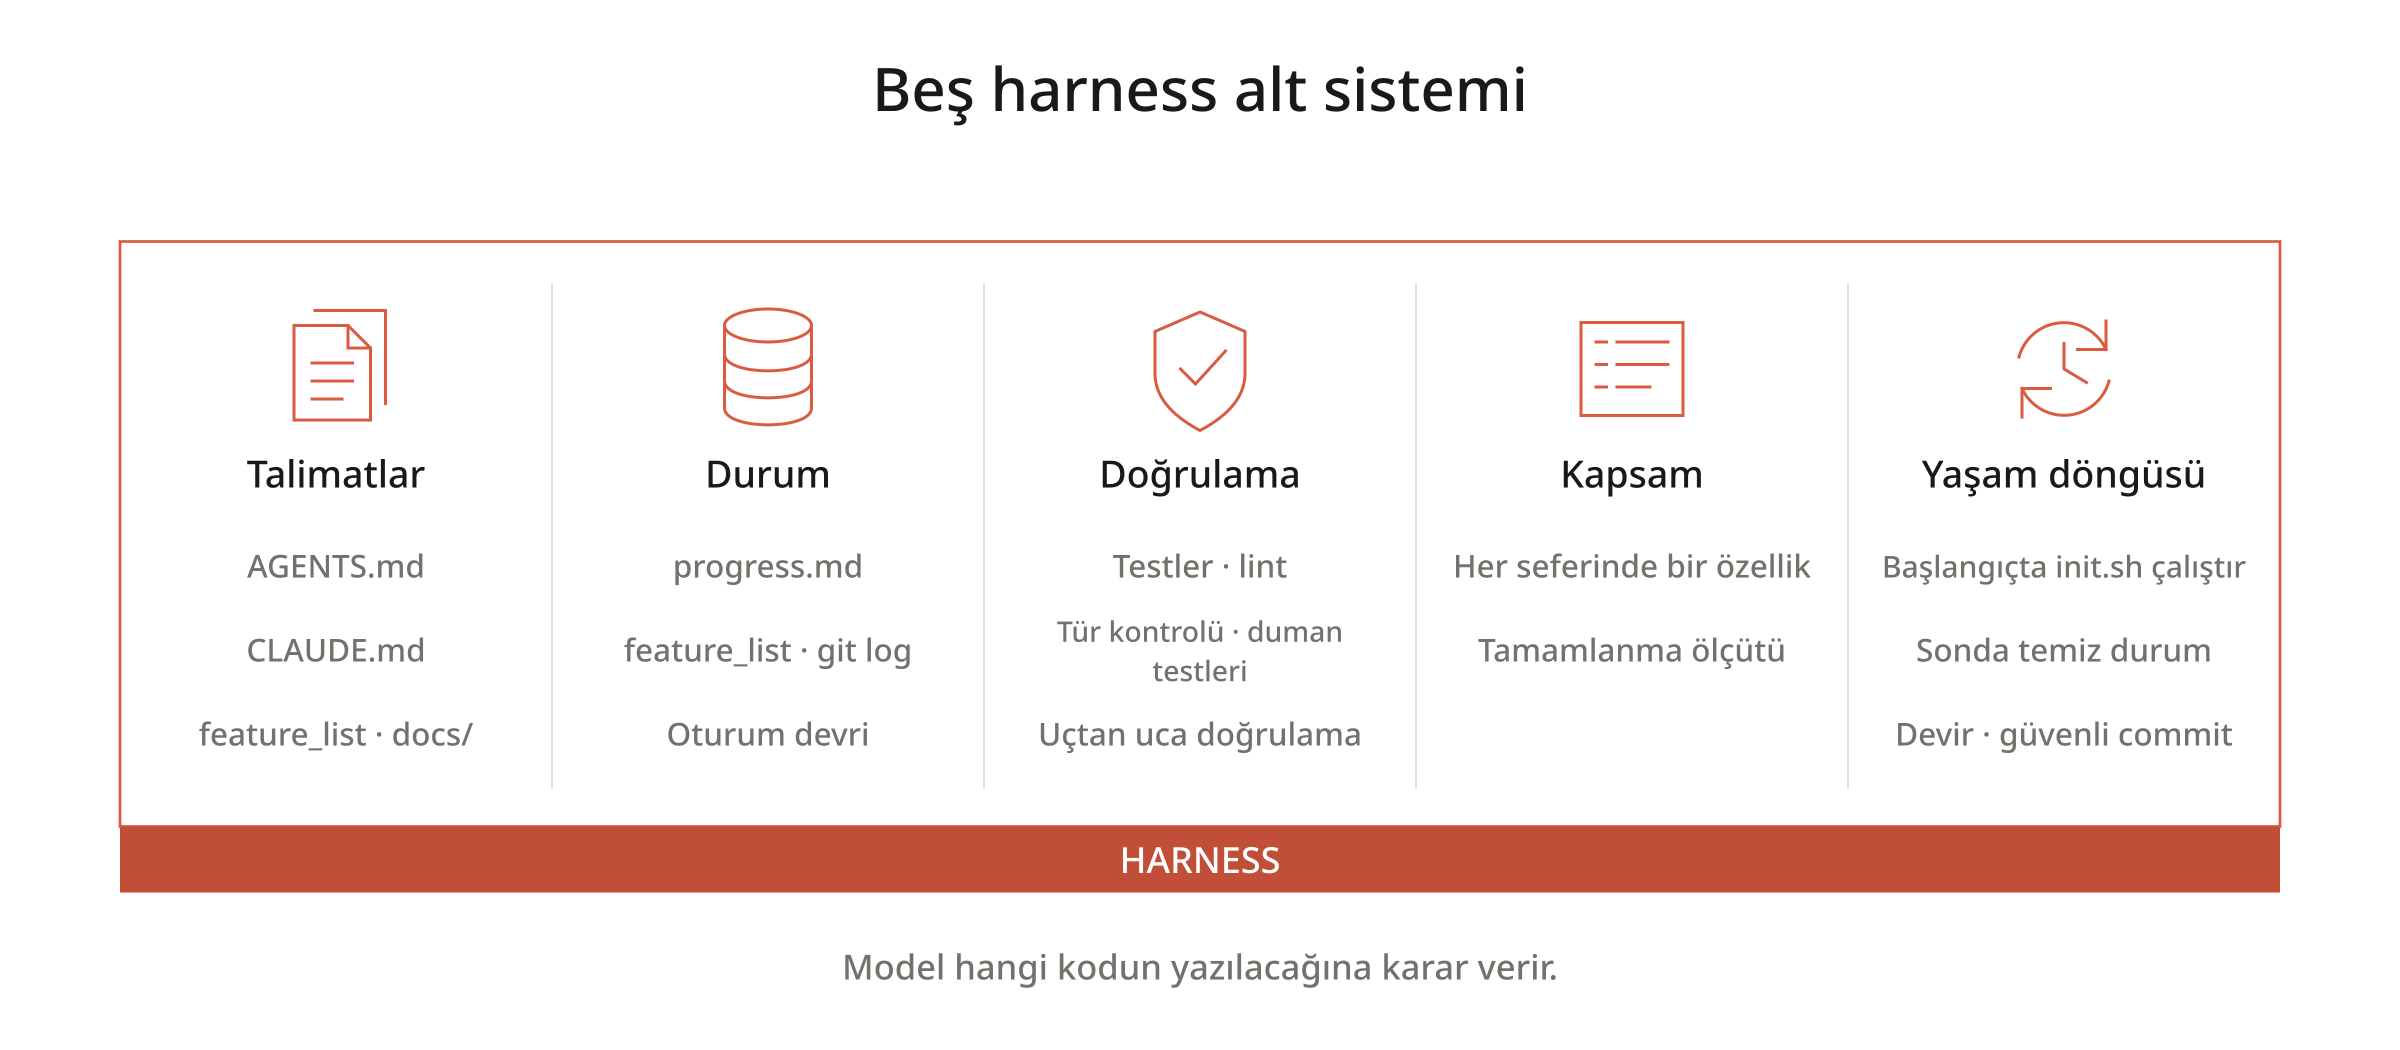 Beş harness alt sistemi
Talimatlar
AGENTS.md
CLAUDE.md
feature_list · docs/
Durum
progress.md
feature_list · git log
Oturum devri
Doğrulama
Testler · lint
Tür kontrolü · duman
testleri
Uçtan uca doğrulama
Kapsam
Her seferinde bir özellik
Tamamlanma ölçütü
Yaşam döngüsü
Başlangıçta init.sh çalıştır
Sonda temiz durum
Devir · güvenli commit
HARNESS
Model hangi kodun yazılacağına karar verir.